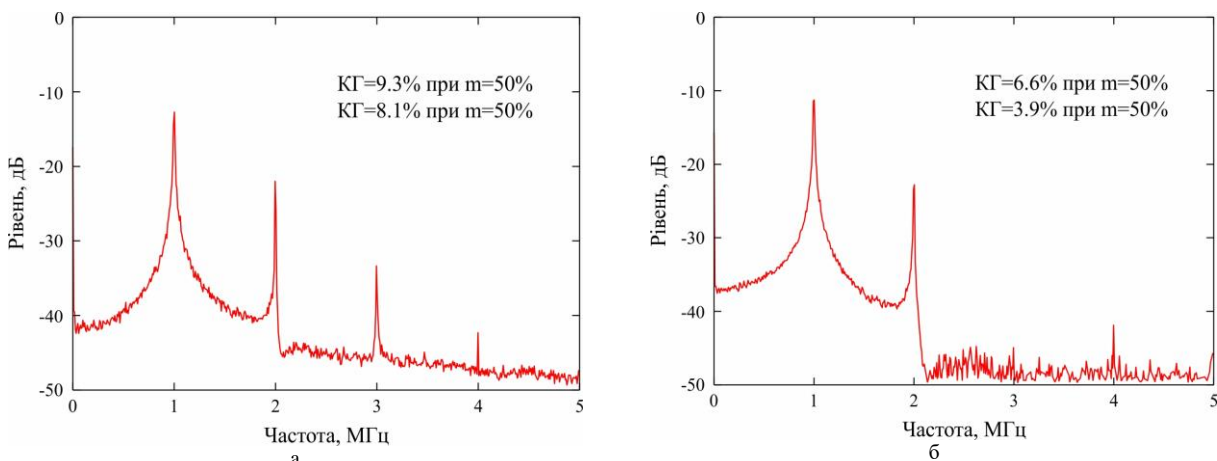 0
-10
-20
-30
-40
-50
Рівень, дБ
КГ=9.3% при m=50%
КГ=8.1% при m=50%
0 1 2 3 4 5
Частота, МГц
а
0
-10
-20
-30
-40
-50
Рівень, дБ
КГ=6.6% при m=50%
КГ=3.9% при m=50%
0 1 2 3 4 5
Частота, МГц
б